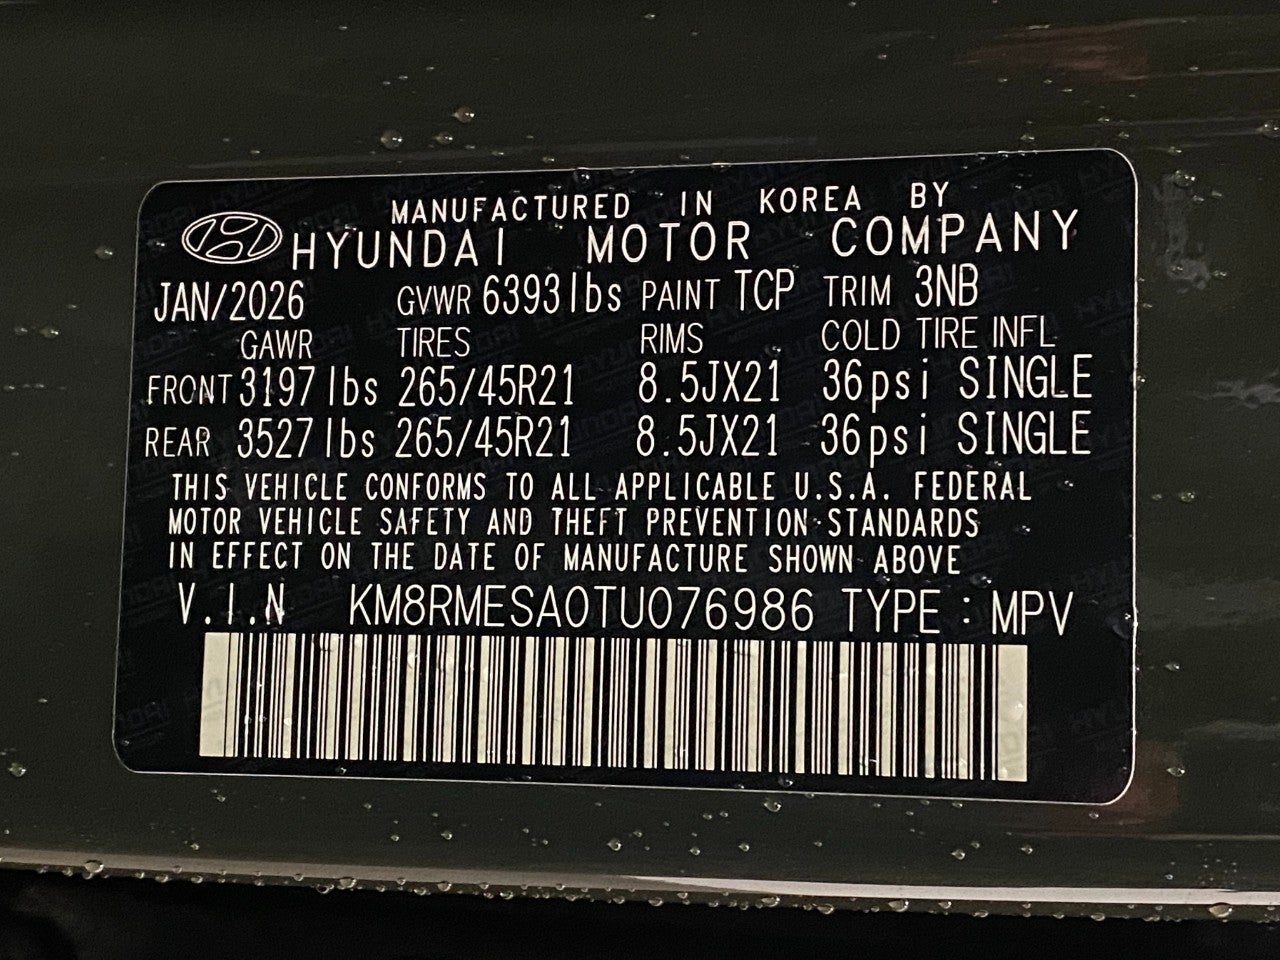 MANUFACTURED IN KOREA BY
HYUNDAI MOTOR COMPANY
JAN/2026 GVWR 6393lbs PAINT TCP TRIM 3NB
GAWR TIRES RIMS COLD TIRE INFL
FRONT 3197lbs 265/45R21 8.5JX21 36psi SINGLE
REAR 3527lbs 265/45R21 8.5JX21 36psi SINGLE
THIS VEHICLE CONFORMS TO ALL APPLICABLE U.S.A. FEDERAL
MOTOR VEHICLE SAFETY AND THEFT PREVENTION STANDARDS
IN EFFECT ON THE DATE OF MANUFACTURE SHOWN ABOVE
V.I.N KM8RMESA0TU076986 TYPE : MPV